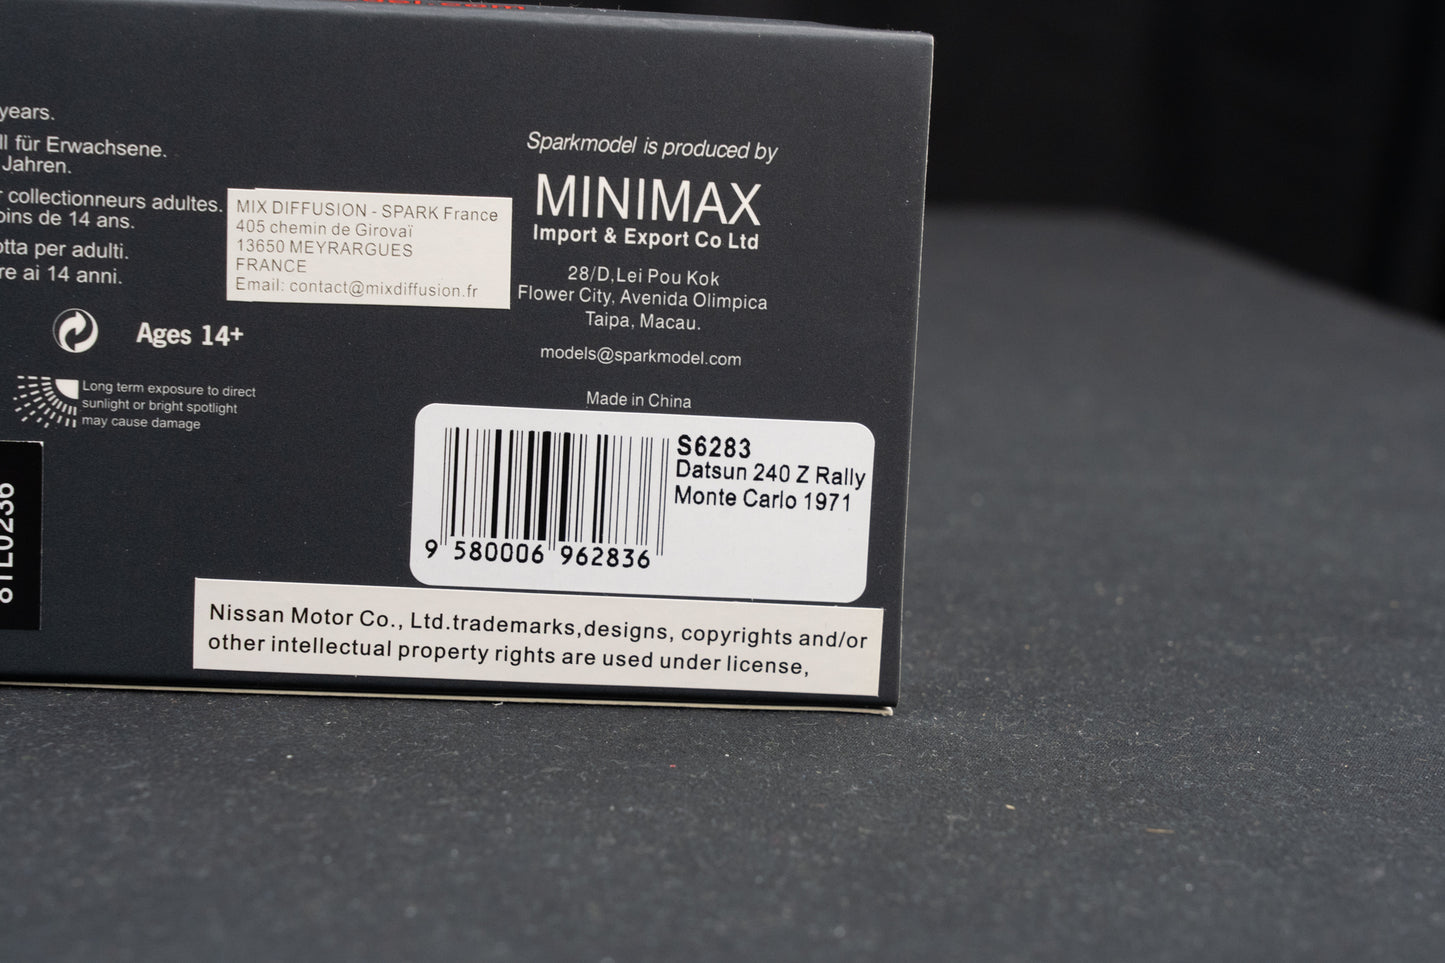 years.
ll für Erwachsene.
Jahren.
collectionneurs adultes.
oins de 14 ans.
otta per adulti.
re ai 14 anni.
MIX DIFFUSION - SPARK France
405 chemin de Girovaï
13650 MEYRARGUES
FRANCE
Email: contact@mixdiffusion.fr
Ages 14+
Long term exposure to direct
sunlight or bright spotlight
may cause damage
Sparkmodel is produced by
MINIMAX
Import & Export Co Ltd
28/D,Lei Pou Kok
Flower City, Avenida Olimpica
Taipa, Macau.
models@sparkmodel.com
Made in China
S6283
Datsun 240 Z Rally
Monte Carlo 1971
9 580006 962836
Nissan Motor Co., Ltd.trademarks,designs, copyrights and/or
other intellectual property rights are used under license,